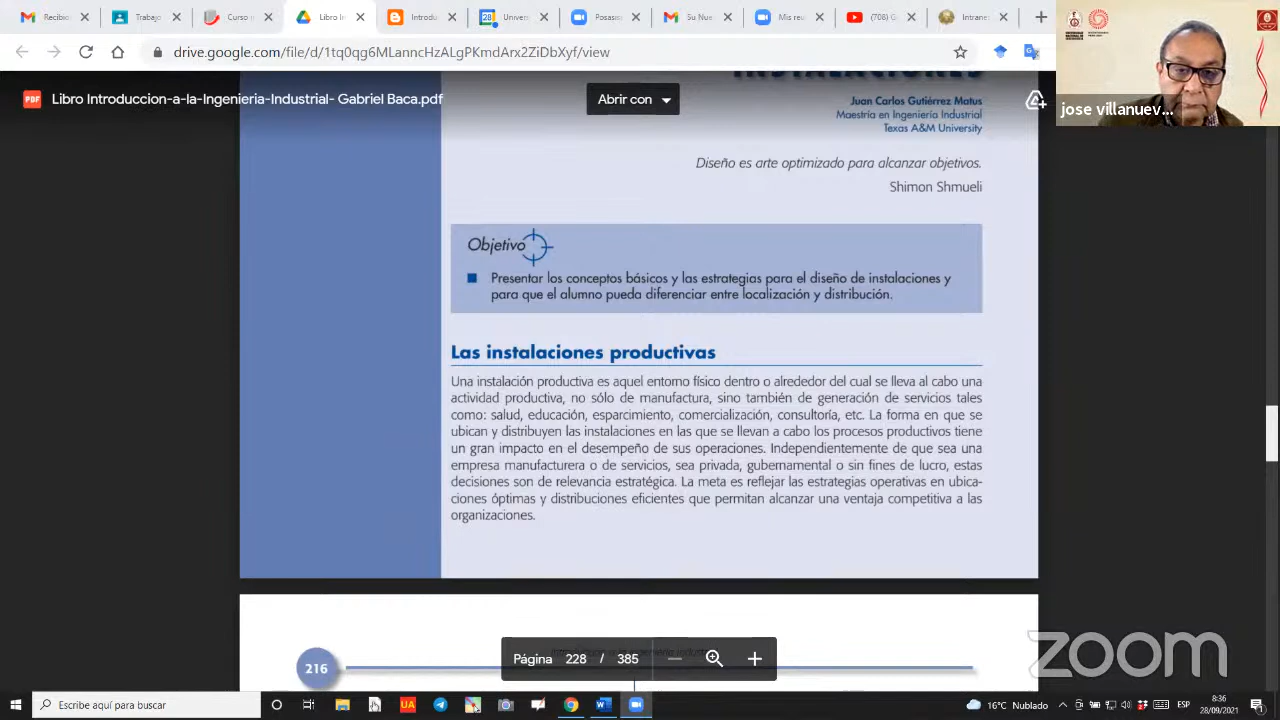 Recibido
Trabajo
Curso
Libro In
Introdu
Univers
Posasic
Su Nue
Mis reu
(708) G
Intrane
drive.google.com
/view
Libro Introduccion-a-la-Ingenieria-Industrial- Gabriel Baca.pdf
Abrir con
jose villanuev...
INSTALACIONES
Juan Carlos Gutiérrez Matus
Maestría en Ingeniería Industrial
Texas A&M University
Diseño es arte optimizado para alcanzar objetivos.
Shimon Shmueli
Objetivo
Presentar los conceptos básicos y las estrategias para el diseño de instalaciones y
para que el alumno pueda diferenciar entre localización y distribución.
Las instalaciones productivas
Una instalación productiva es aquel entorno físico dentro o alrededor del cual se lleva al cabo una
actividad productiva, no sólo de manufactura, sino también de generación de servicios tales
como: salud, educación, esparcimiento, comercialización, consultoría, etc. La forma en que se
ubican y distribuyen las instalaciones en las que se llevan a cabo los procesos productivos tiene
un gran impacto en el desempeño de sus operaciones. Independientemente de que sea una
empresa manufacturera o de servicios, sea privada, gubernamental o sin fines de lucro, estas
decisiones son de relevancia estratégica. La meta es reflejar las estrategias operativas en ubica-
ciones óptimas y distribuciones eficientes que permitan alcanzar una ventaja competitiva a las
organizaciones.
216
Página 228 / 385
zoom
Escribe aquí para buscar
16°C Nublado
ESP
8:36
28/09/2021